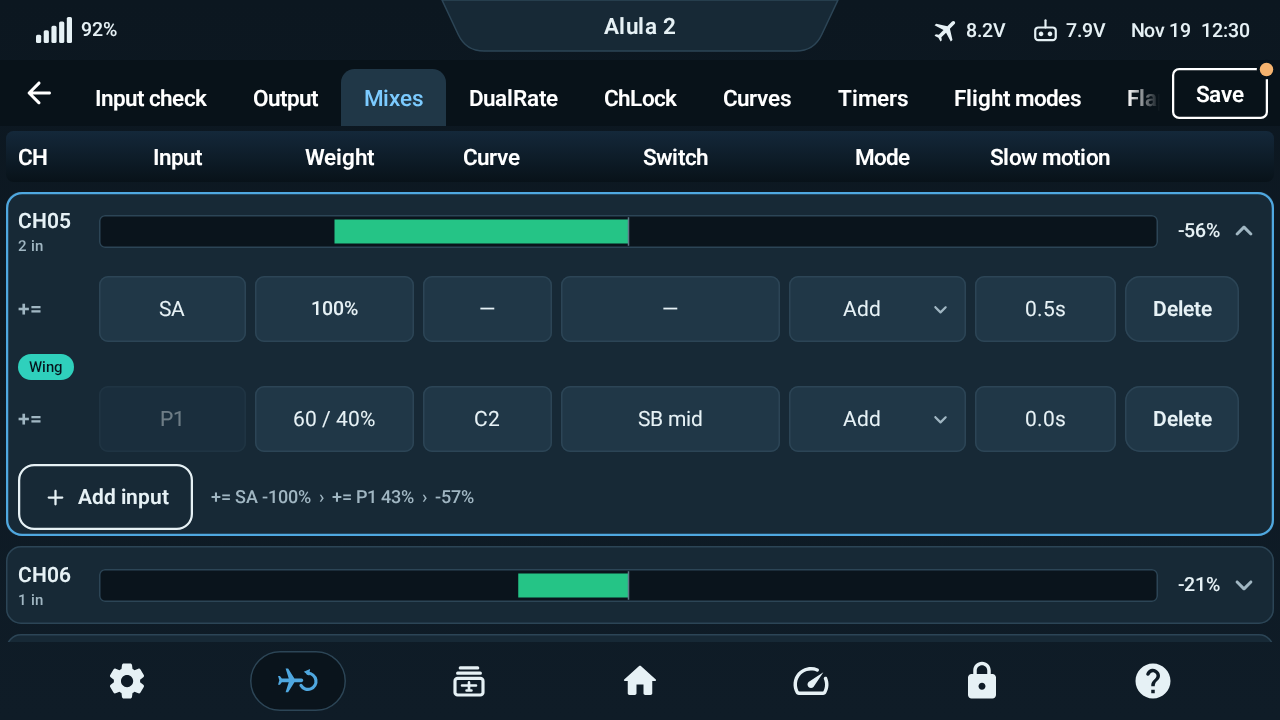 92%
Alula 2
8.2V
7.9V
Nov 19 12:30
Input check
Output
Mixes
DualRate
ChLock
Curves
Timers
Flight modes
Fla
Save
CH
Input
Weight
Curve
Switch
Mode
Slow motion
CH05
2 in
-56%
+=
SA
100%
—
—
Add
0.5s
Delete
Wing
+=
P1
60 / 40%
C2
SB mid
Add
0.0s
Delete
+ Add input
+= SA -100% › += P1 43% › -57%
CH06
1 in
-21%